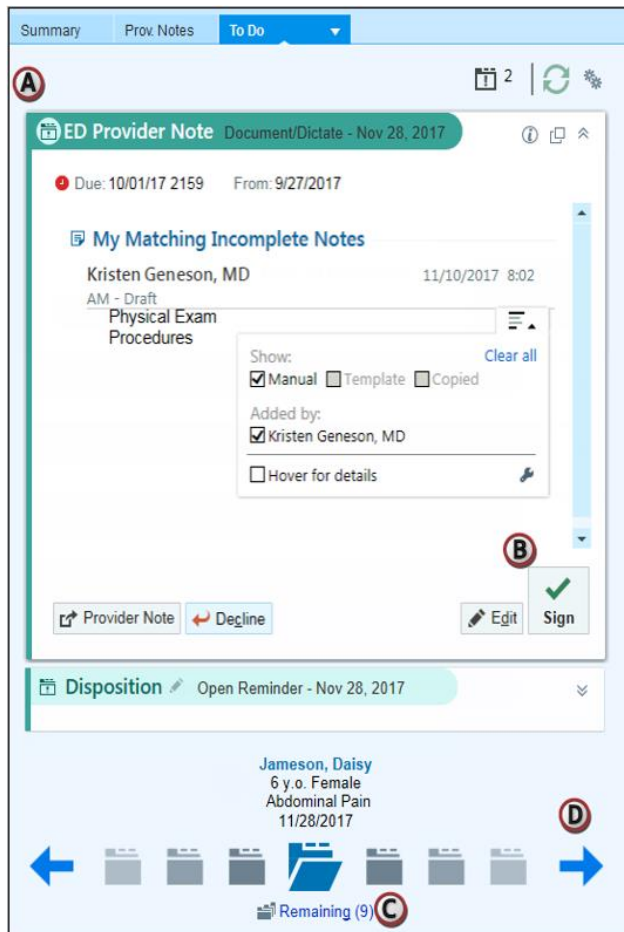 Summary Prov. Notes To Do
A
2
ED Provider Note Document/Dictate - Nov 28, 2017
Due: 10/01/17 2159 From: 9/27/2017
My Matching Incomplete Notes
Kristen Geneson, MD 11/10/2017 8:02
AM - Draft
Physical Exam
Procedures
Show: Clear all
Manual Template Copied
Added by:
Kristen Geneson, MD
Hover for details
B
Provider Note Decline Edit Sign
Disposition Open Reminder - Nov 28, 2017
Jameson, Daisy
6 y.o. Female
Abdominal Pain
11/28/2017
D
Remaining (9) C